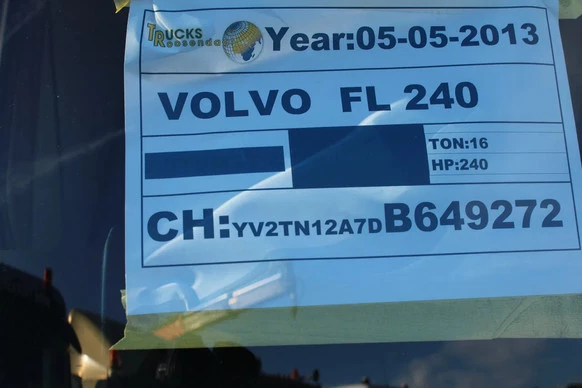 TRUCKS
Roosendaal
Year:05-05-2013
VOLVO FL 240
TON:16
HP:240
CH:YV2TN12A7DB649272